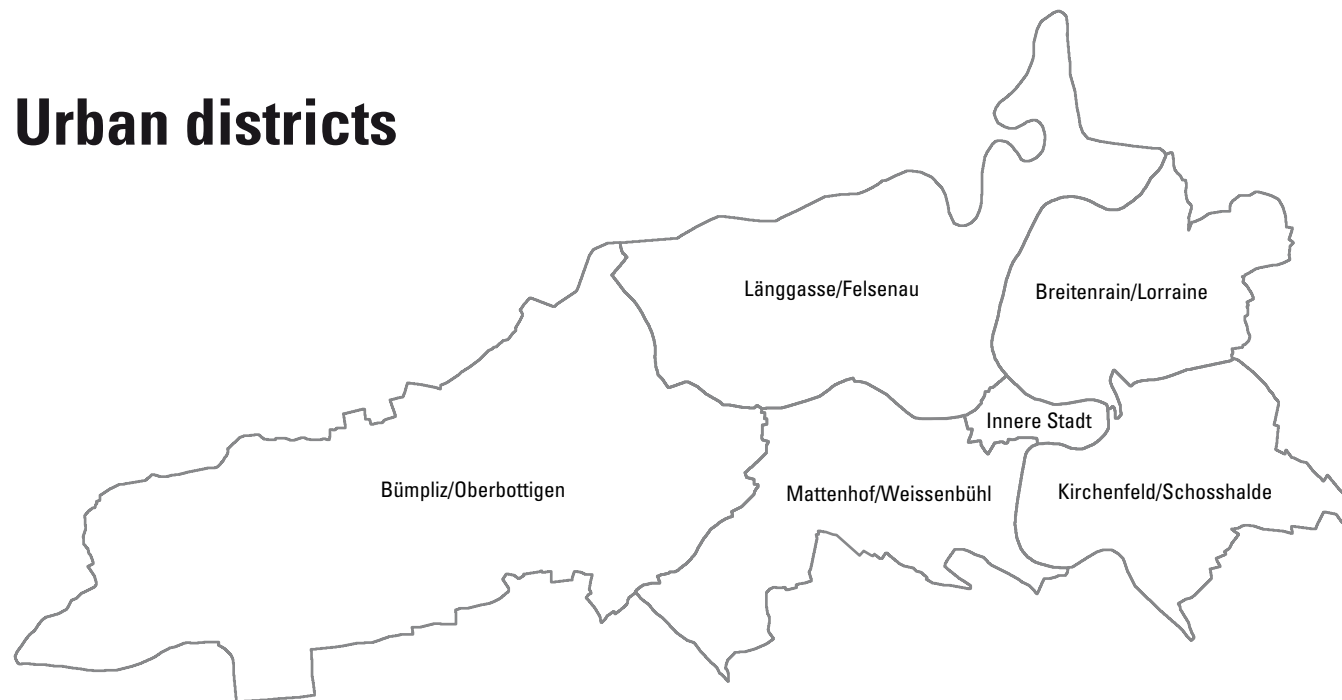 Urban districts
Länggasse/Felsenau
Breitenrain/Lorraine
Innere Stadt
Bümpliz/Oberbottigen
Mattenhof/Weissenbühl
Kirchenfeld/Schosshalde